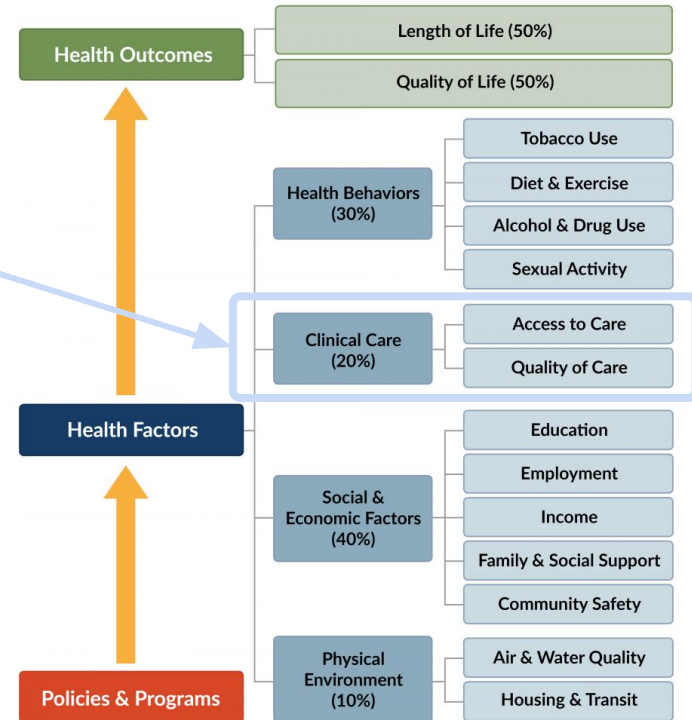 Health Outcomes
Length of Life (50%)
Quality of Life (50%)
Health Behaviors
(30%)
Tobacco Use
Diet & Exercise
Alcohol & Drug Use
Sexual Activity
Clinical Care
(20%)
Access to Care
Quality of Care
Health Factors
Social &
Economic Factors
(40%)
Education
Employment
Income
Family & Social Support
Community Safety
Physical
Environment
(10%)
Air & Water Quality
Housing & Transit
Policies & Programs